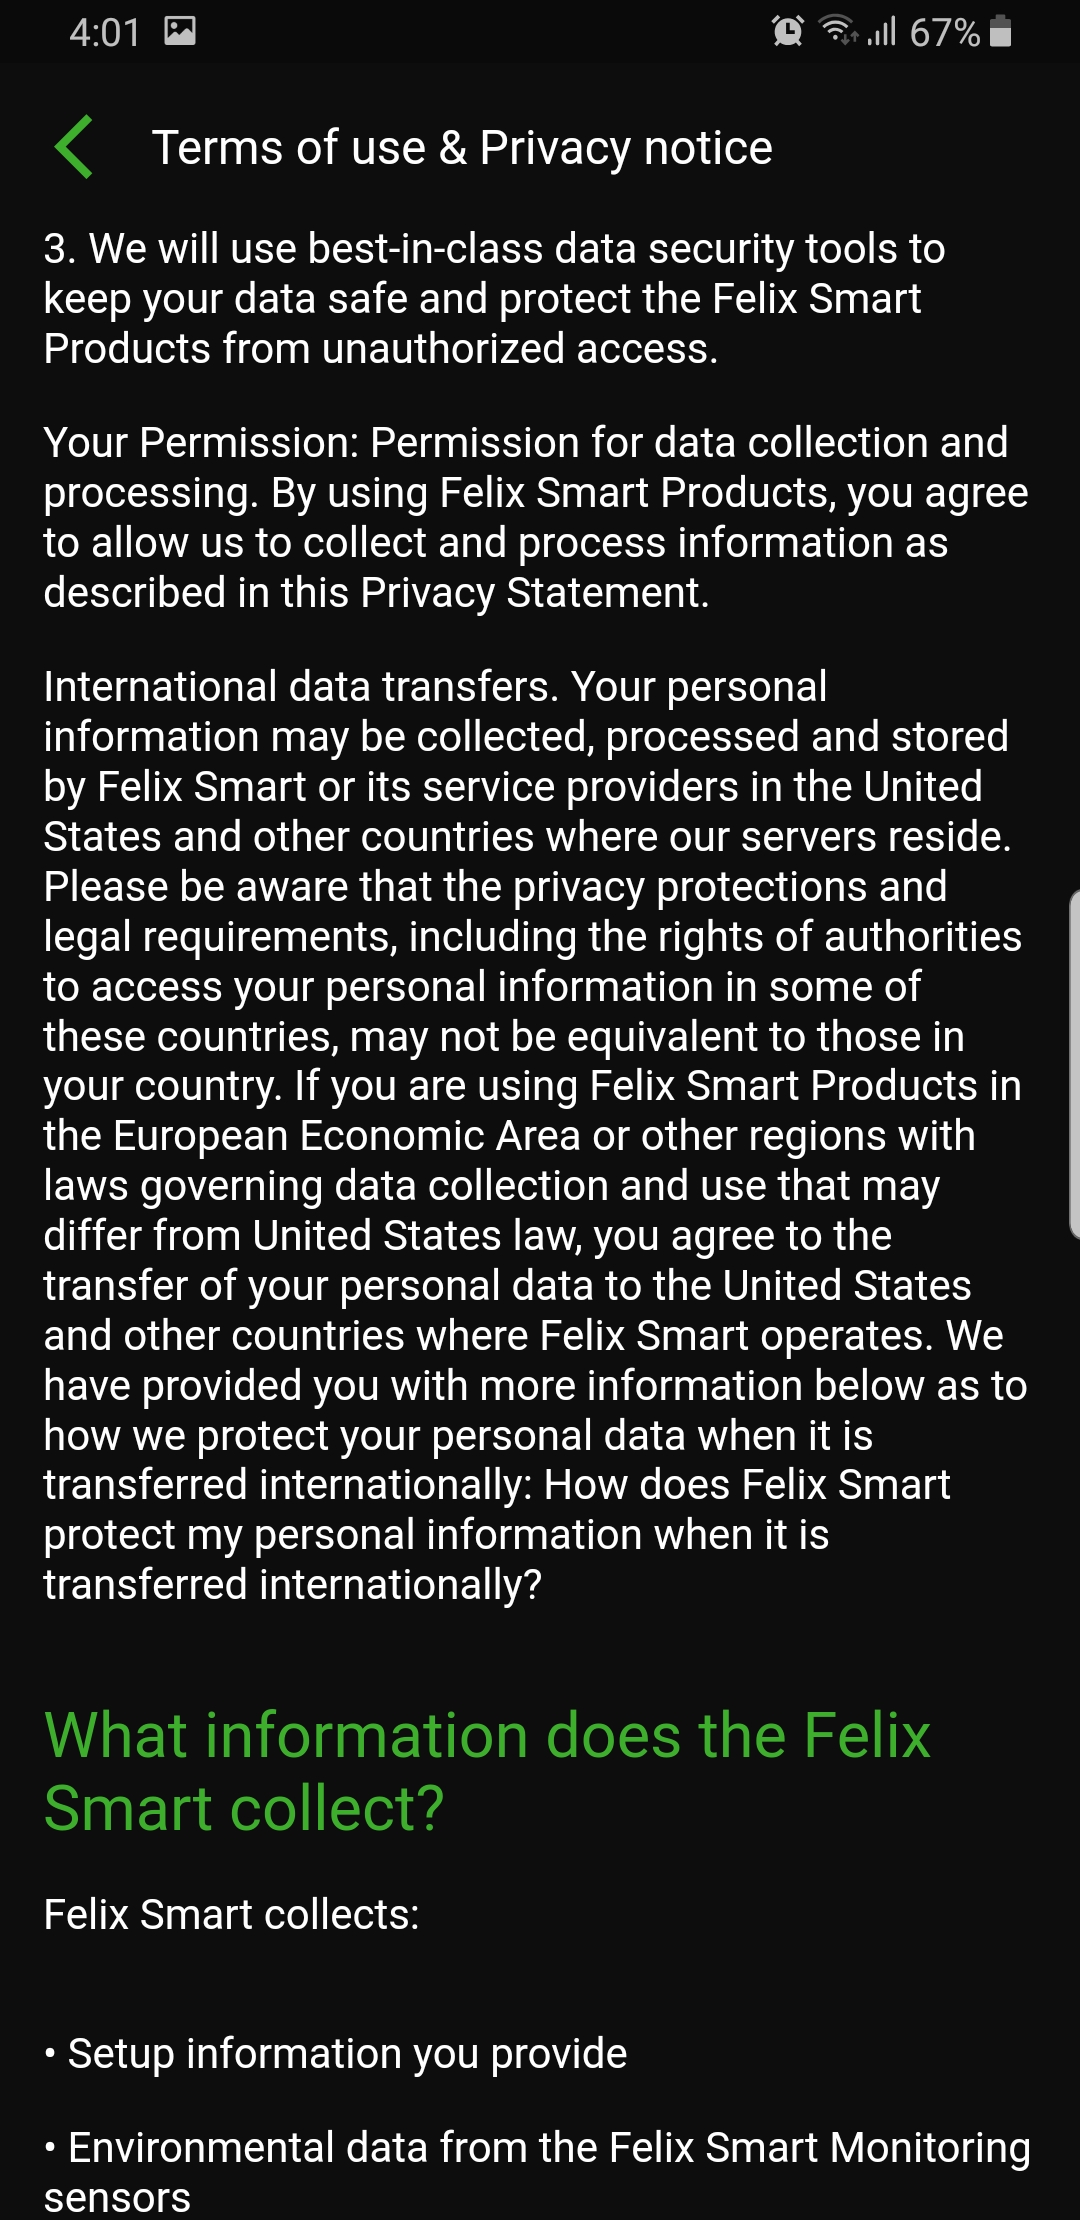 4:01
67%
Terms of use & Privacy notice
3. We will use best-in-class data security tools to
keep your data safe and protect the Felix Smart
Products from unauthorized access.
Your Permission: Permission for data collection and
processing. By using Felix Smart Products, you agree
to allow us to collect and process information as
described in this Privacy Statement.
International data transfers. Your personal
information may be collected, processed and stored
by Felix Smart or its service providers in the United
States and other countries where our servers reside.
Please be aware that the privacy protections and
legal requirements, including the rights of authorities
to access your personal information in some of
these countries, may not be equivalent to those in
your country. If you are using Felix Smart Products in
the European Economic Area or other regions with
laws governing data collection and use that may
differ from United States law, you agree to the
transfer of your personal data to the United States
and other countries where Felix Smart operates. We
have provided you with more information below as to
how we protect your personal data when it is
transferred internationally: How does Felix Smart
protect my personal information when it is
transferred internationally?
What information does the Felix
Smart collect?
Felix Smart collects:
• Setup information you provide
• Environmental data from the Felix Smart Monitoring
sensors